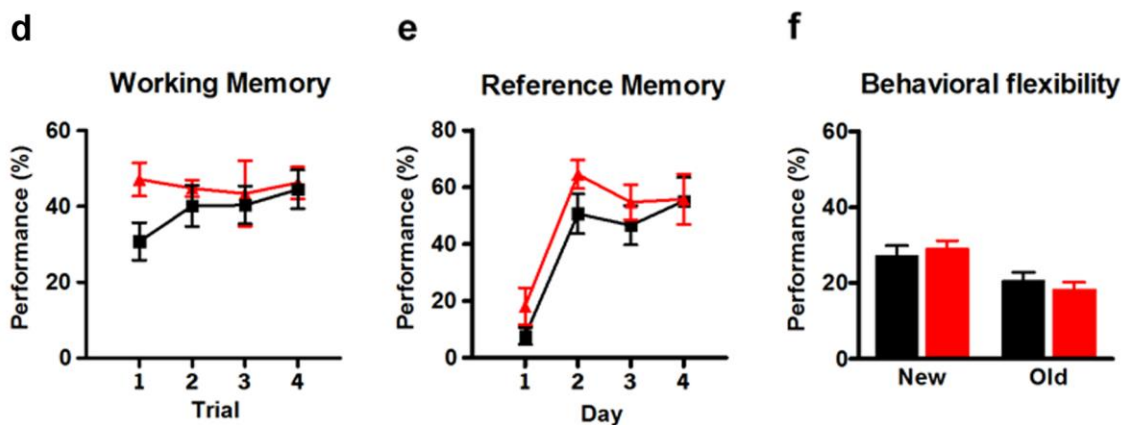 d
Working Memory
Performance (%)
60
40
20
0
1 2 3 4
Trial
e
Reference Memory
Performance (%)
80
60
40
20
0
1 2 3 4
Day
f
Behavioral flexibility
Performance (%)
60
40
20
0
New Old